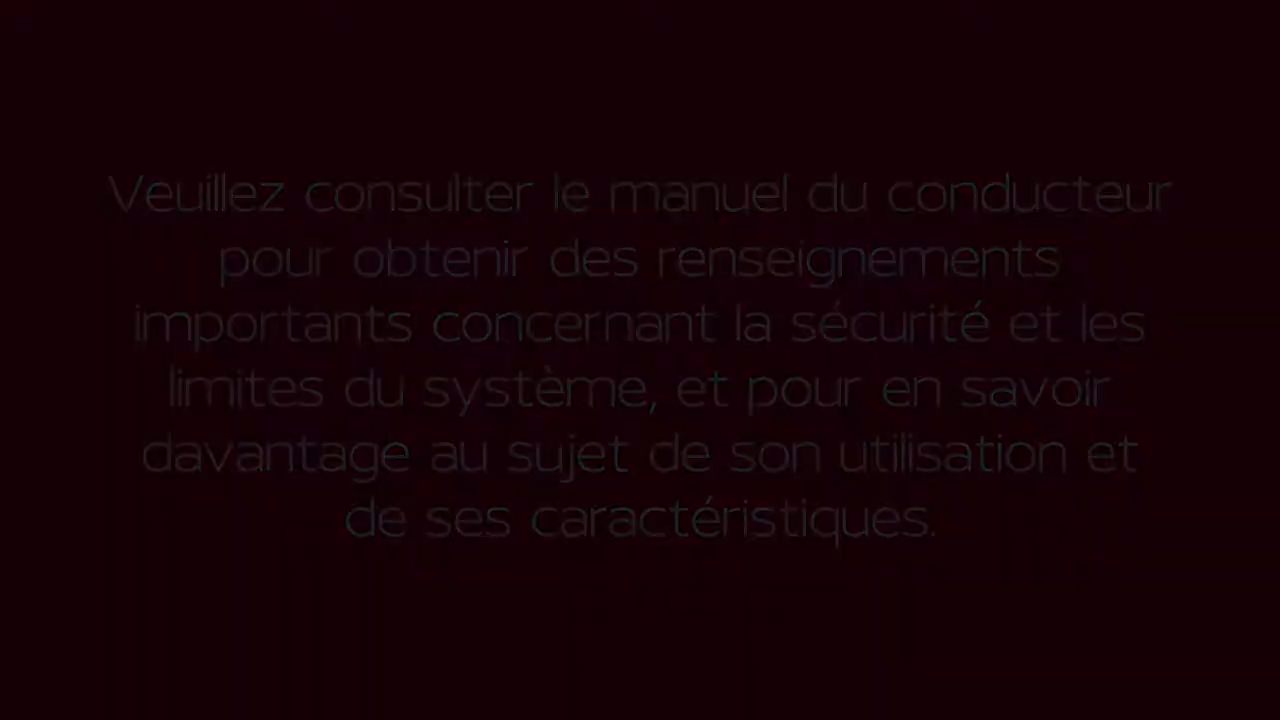 Veuillez consulter le manuel du conducteur
pour obtenir des renseignements
importants concernant la sécurité et les
limites du système, et pour en savoir
davantage au sujet de son utilisation et
de ses caractéristiques.